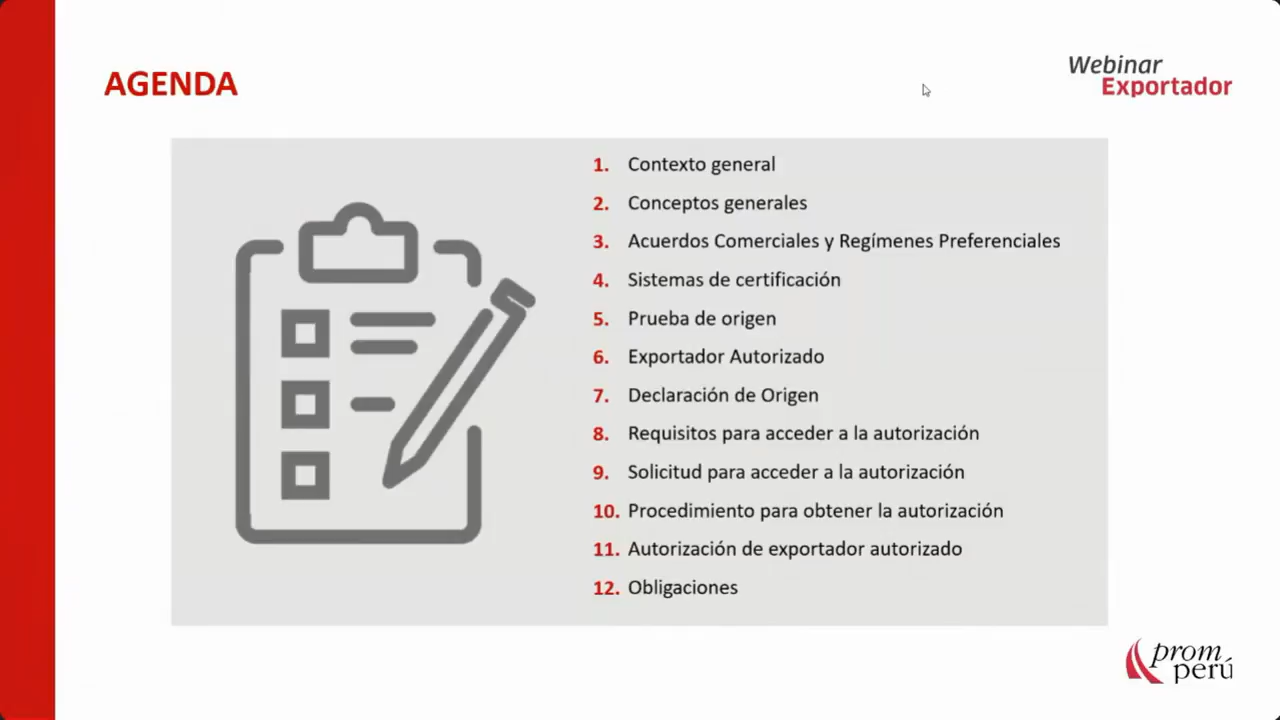 AGENDA
Webinar
Exportador
1. Contexto general
2. Conceptos generales
3. Acuerdos Comerciales y Regímenes Preferenciales
4. Sistemas de certificación
5. Prueba de origen
6. Exportador Autorizado
7. Declaración de Origen
8. Requisitos para acceder a la autorización
9. Solicitud para acceder a la autorización
10. Procedimiento para obtener la autorización
11. Autorización de exportador autorizado
12. Obligaciones
prom
perú